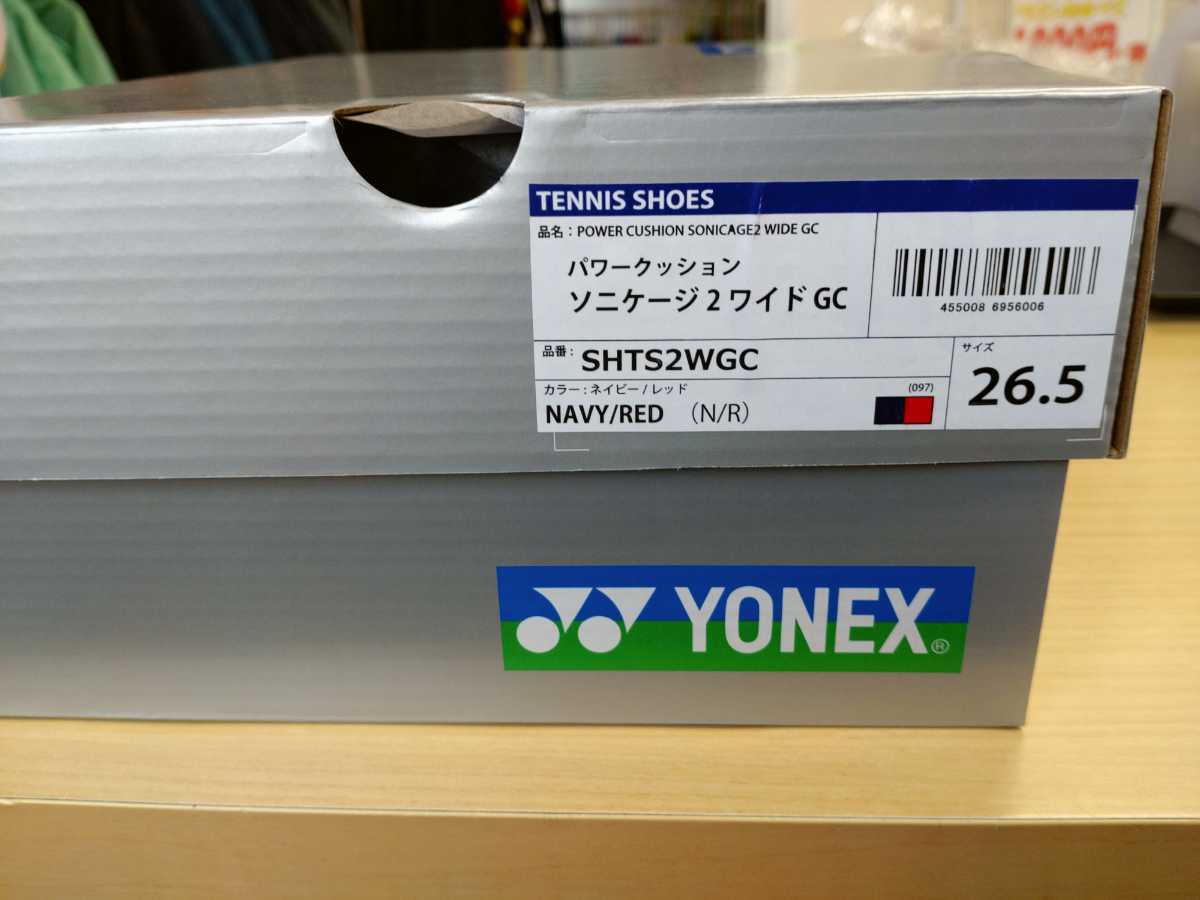 TENNIS SHOES
品名：POWER CUSHION SONICAGE2 WIDE GC
パワークッション
ソニケージ 2 ワイド GC
455008 6956006
品番： SHTS2WGC
サイズ
26.5
カラー：ネイビー / レッド
(097)
NAVY/RED （N/R）
YONEX®